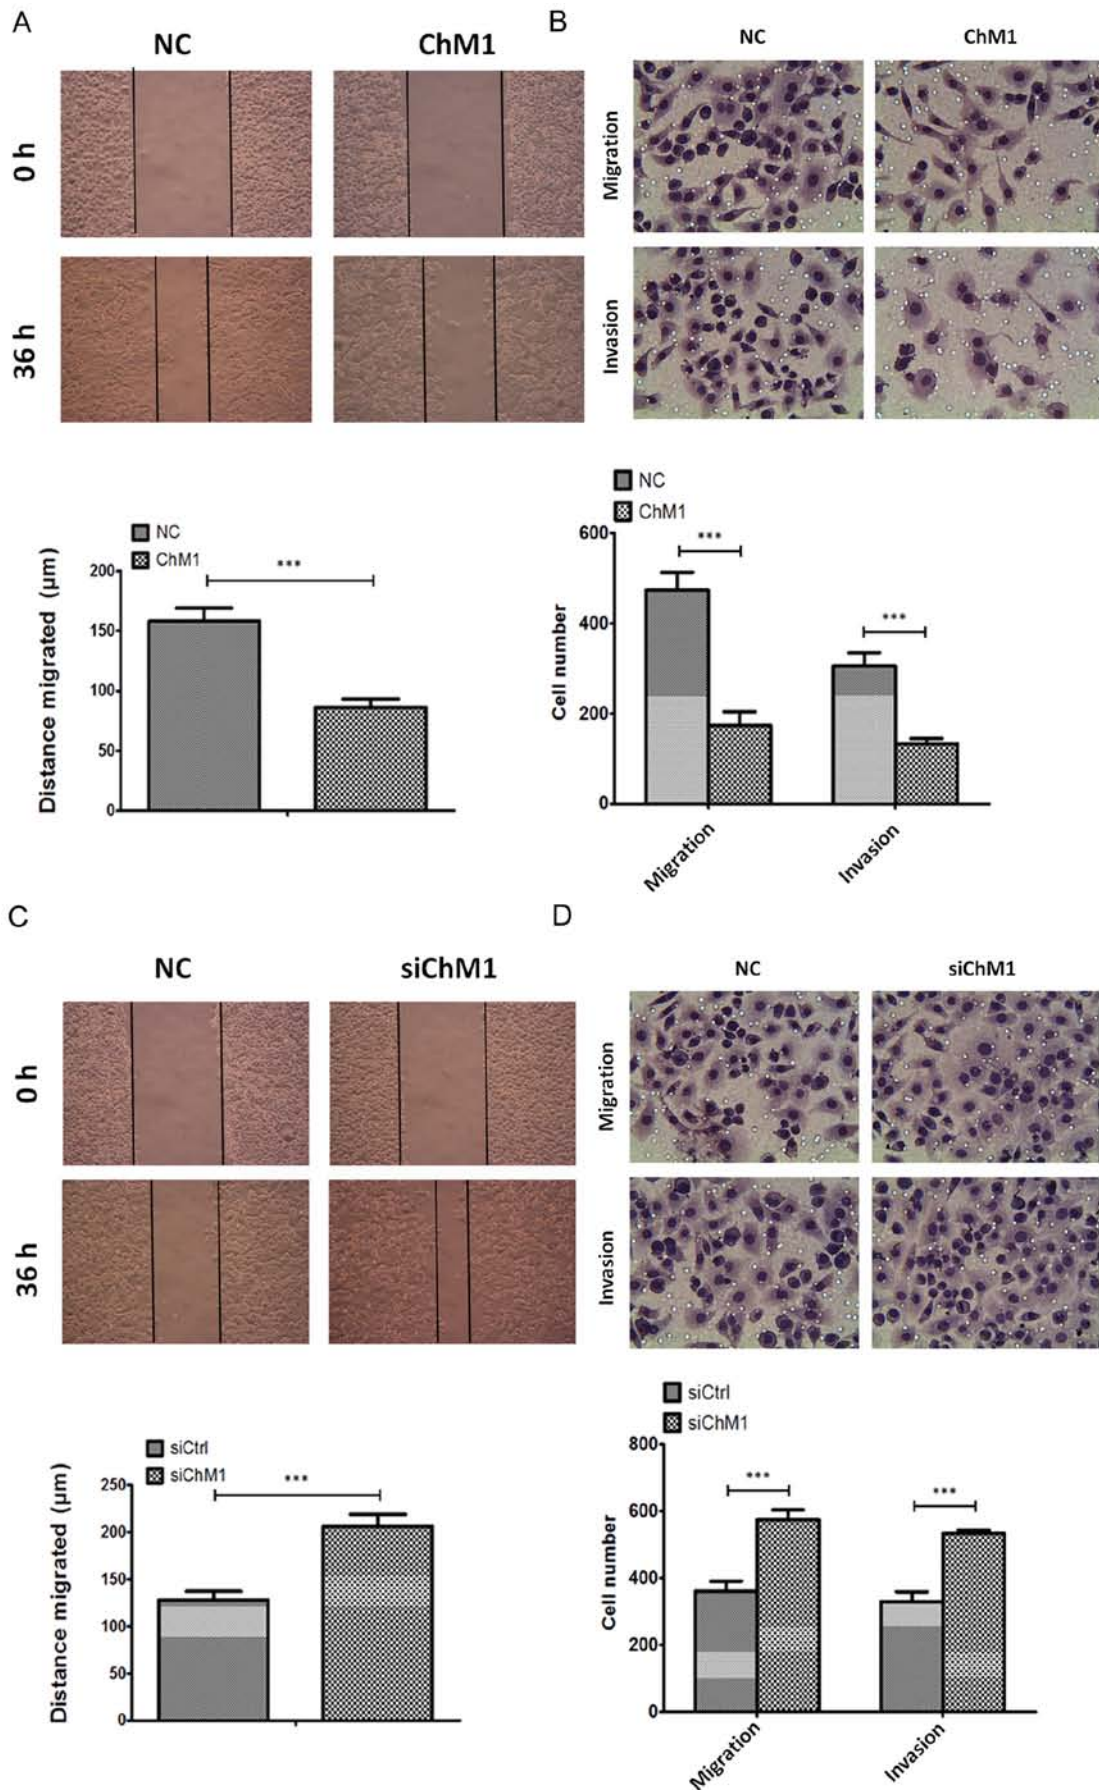 A
NC
ChM1
0 h
36 h
NC
ChM1
Distance migrated (μm)
200
150
100
50
0
***
B
NC
ChM1
Migration
Invasion
NC
ChM1
Cell number
600
400
200
0
***
***
Migration
Invasion
C
NC
siChM1
0 h
36 h
siCtrl
siChM1
Distance migrated (μm)
250
200
150
100
50
0
***
D
NC
siChM1
Migration
Invasion
siCtrl
siChM1
Cell number
800
600
400
200
0
***
***
Migration
Invasion